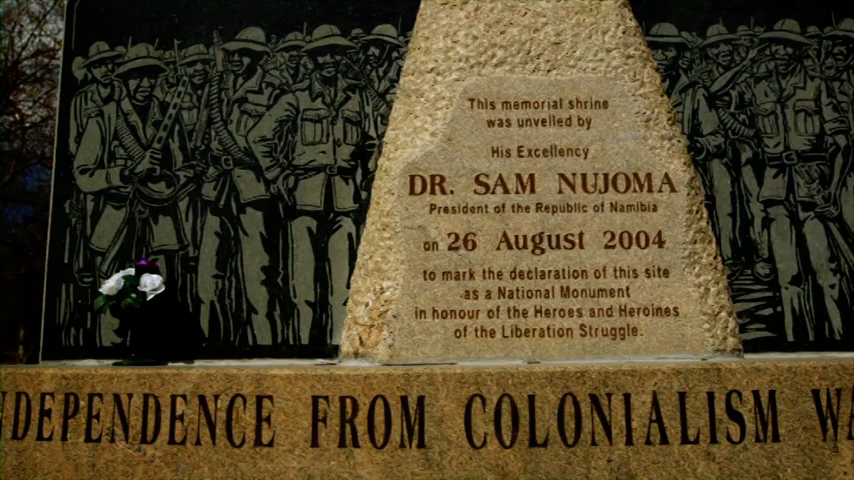 This memorial shrine
was unveiled by
His Excellency
DR. SAM NUJOMA
President of the Republic of Namibia
on 26 August 2004
to mark the declaration of this site
as a National Monument
in honour of the Heroes and Heroines
of the Liberation Struggle.
NDEPENDENCE FROM COLONIALISM WA